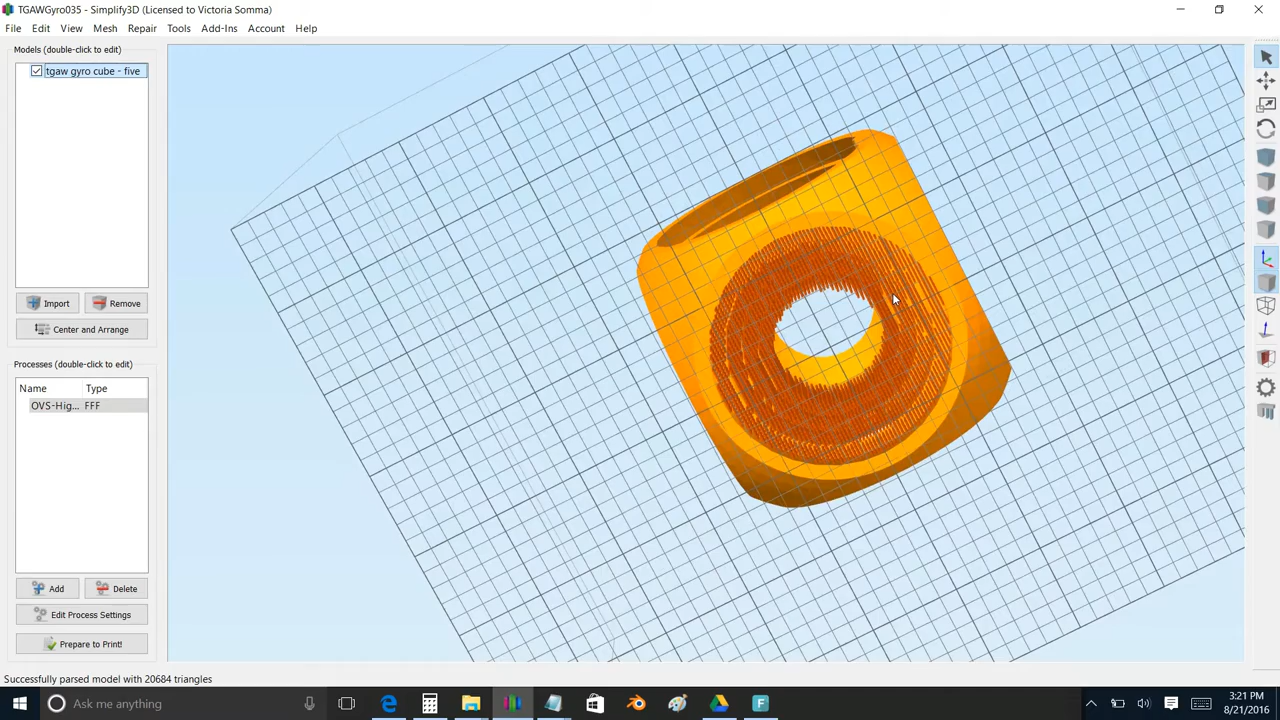 TGAWGyro035 - Simplify3D (Licensed to Victoria Somma)
File Edit View Mesh Repair Tools Add-Ins Account Help
Models (double-click to edit)
tgaw gyro cube - five
Import Remove
Center and Arrange
Processes (double-click to edit)
Name Type
OVS-Hig... FFF
Add Delete
Edit Process Settings
Prepare to Print!
Successfully parsed model with 20684 triangles
Ask me anything
3:21 PM
8/21/2016